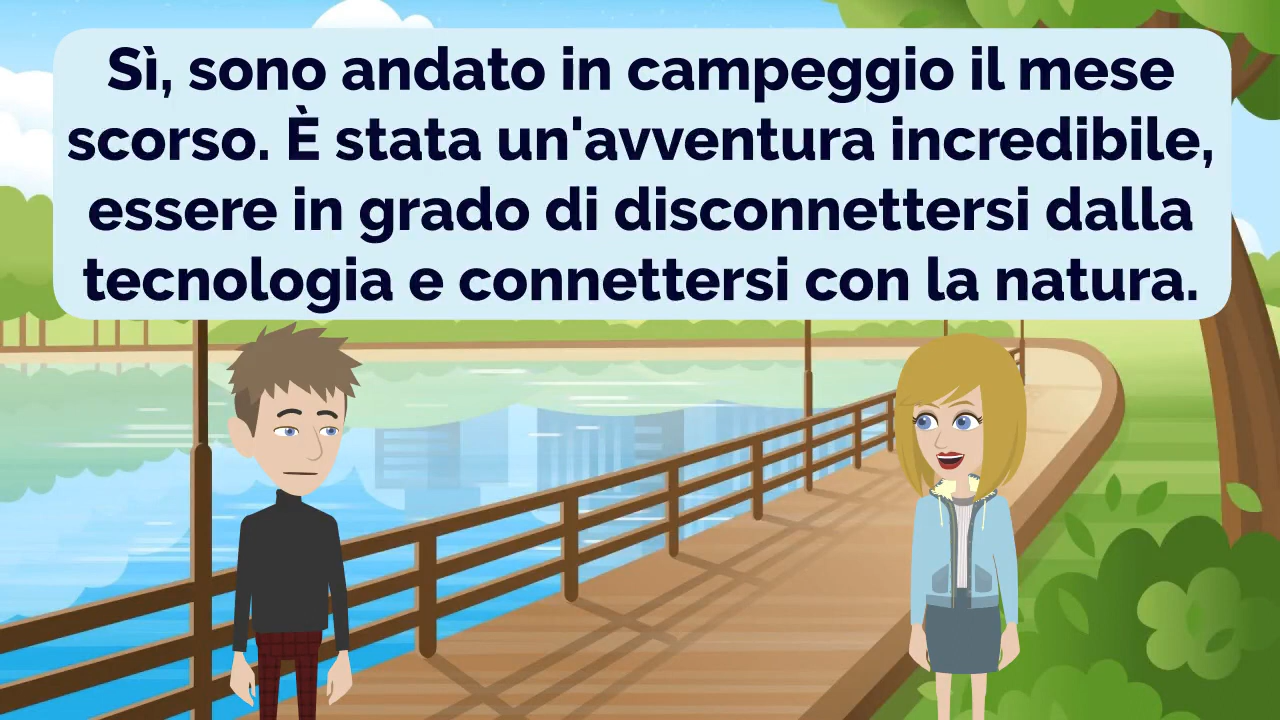 Sì, sono andato in campeggio il mese
scorso. È stata un'avventura incredibile,
essere in grado di disconnettersi dalla
tecnologia e connettersi con la natura.